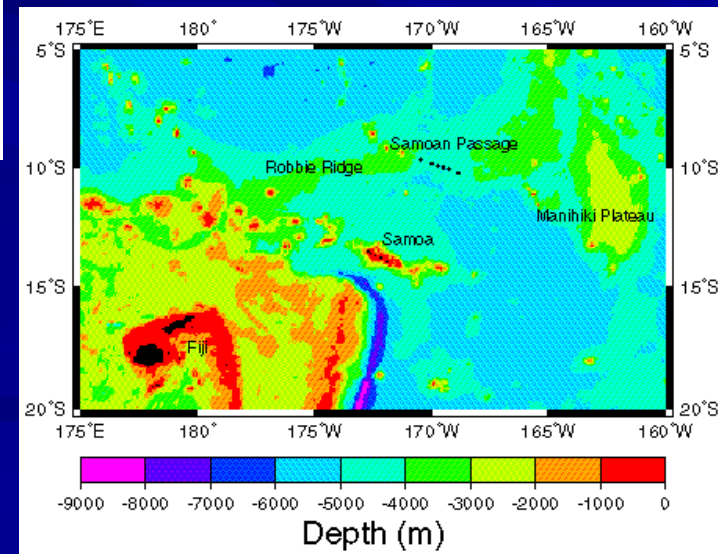 175°E 180° 175°W 170°W 165°W 160°W
5°S 5°S
Samoan Passage
10°S Robbie Ridge 10°S
Manihiki Plateau
Samoa
15°S 15°S
Fiji
20°S 20°S
175°E 180° 175°W 170°W 165°W 160°W
-9000 -8000 -7000 -6000 -5000 -4000 -3000 -2000 -1000 0
Depth (m)